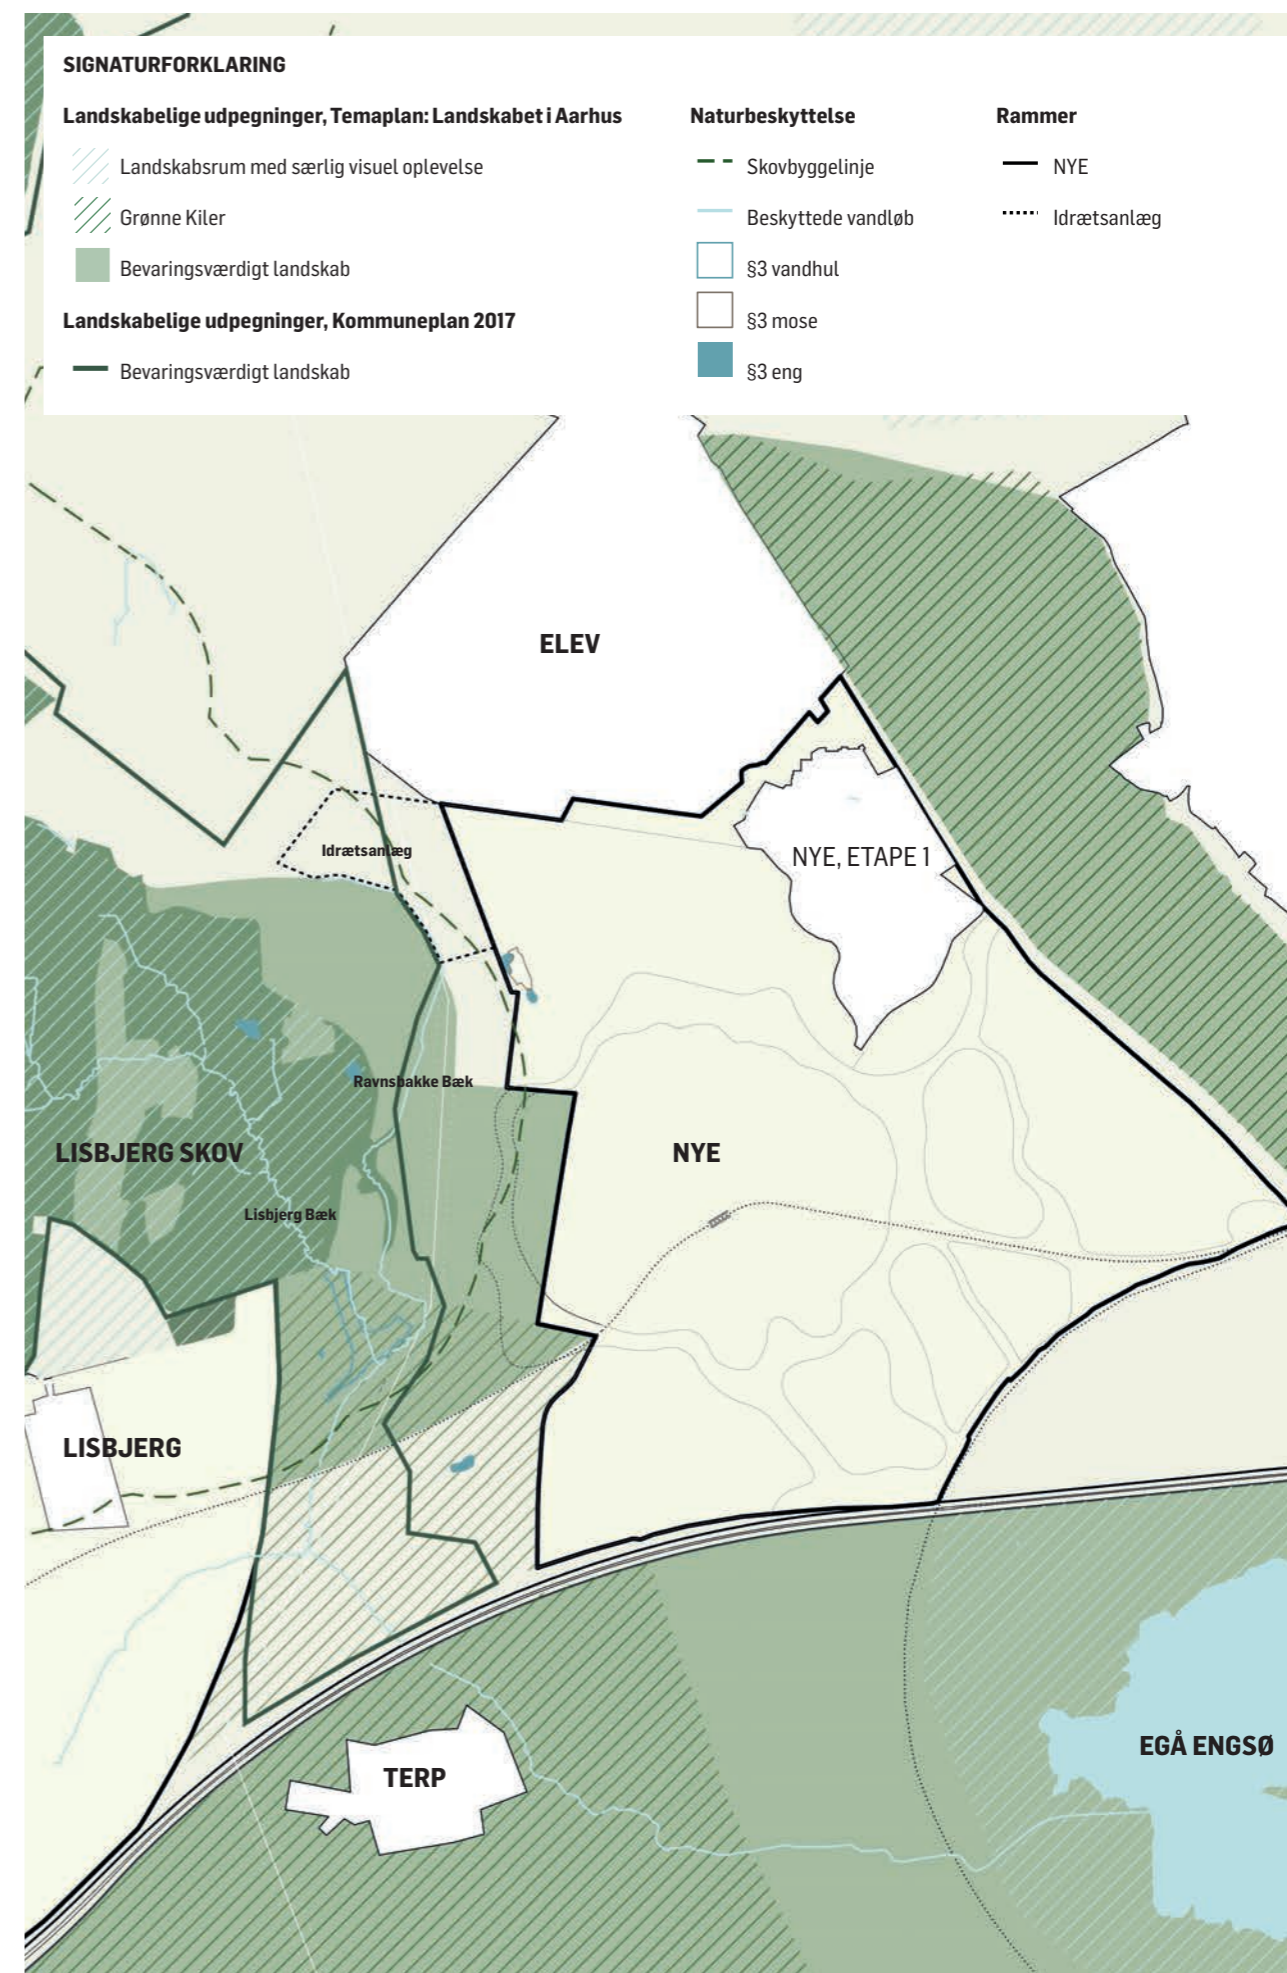 SIGNATURFORKLARING
Landskabelige udpegninger, Temaplan: Landskabet i Aarhus
Landskabsrum med særlig visuel oplevelse
Grønne Kiler
Bevaringsværdigt landskab
Landskabelige udpegninger, Kommuneplan 2017
Bevaringsværdigt landskab
Naturbeskyttelse
Skovbyggelinje
Beskyttede vandløb
§3 vandhul
§3 mose
§3 eng
Rammer
NYE
Idrætsanlæg
ELEV
Idrætsanlæg
NYE, ETAPE 1
Ravnsbakke Bæk
LISBJERG SKOV
NYE
Lisbjerg Bæk
LISBJERG
EGÅ ENGSØ
TERP